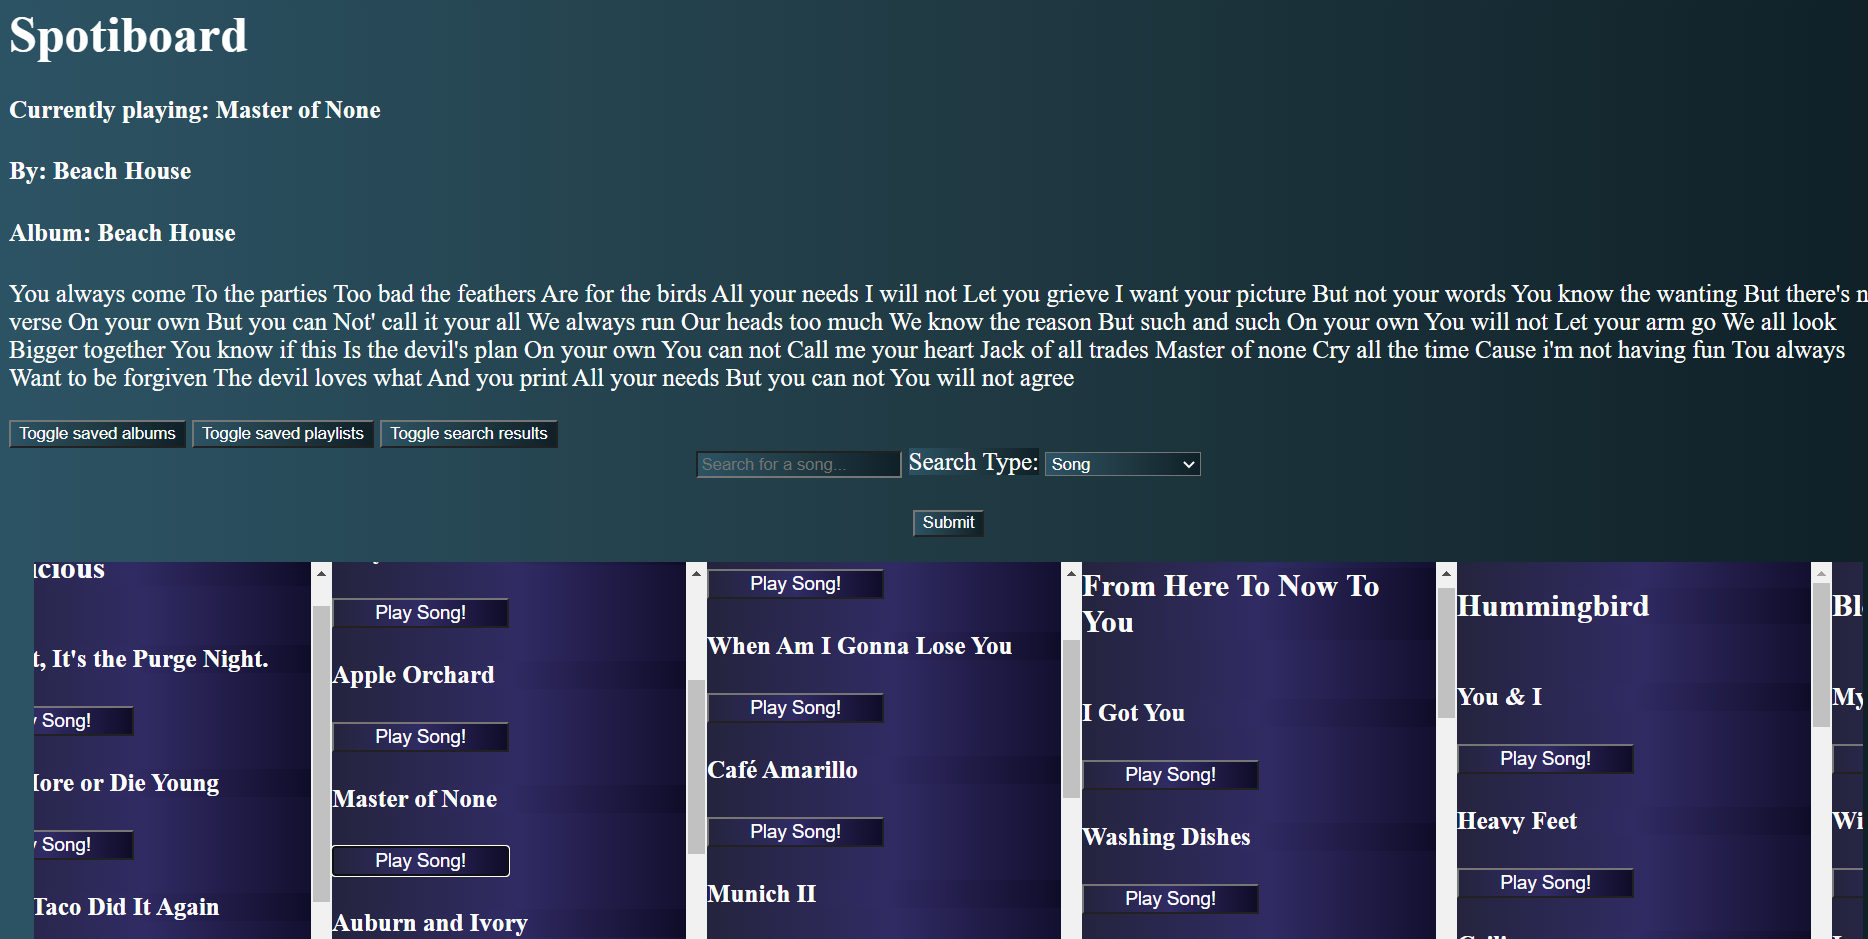 Spotiboard
Currently playing: Master of None
By: Beach House
Album: Beach House
You always come To the parties Too bad the feathers Are for the birds All your needs I will not Let you grieve I want your picture But not your words You know the wanting But there's n
verse On your own But you can Not' call it your all We always run Our heads too much We know the reason But such and such On your own You will not Let your arm go We all look
Bigger together You know if this Is the devil's plan On your own You can not Call me your heart Jack of all trades Master of none Cry all the time Cause i'm not having fun Tou always
Want to be forgiven The devil loves what And you print All your needs But you can not You will not agree
Toggle saved albums Toggle saved playlists Toggle search results
Search for a song... Search Type: Song
Submit
icious
t, It's the Purge Night.
Song!
ore or Die Young
Song!
Taco Did It Again
Play Song!
Apple Orchard
Play Song!
Master of None
Play Song!
Auburn and Ivory
Play Song!
When Am I Gonna Lose You
Play Song!
Café Amarillo
Play Song!
Munich II
From Here To Now To
You
I Got You
Play Song!
Washing Dishes
Play Song!
Hummingbird
You & I
Play Song!
Heavy Feet
Play Song!
Bl
My
Wi